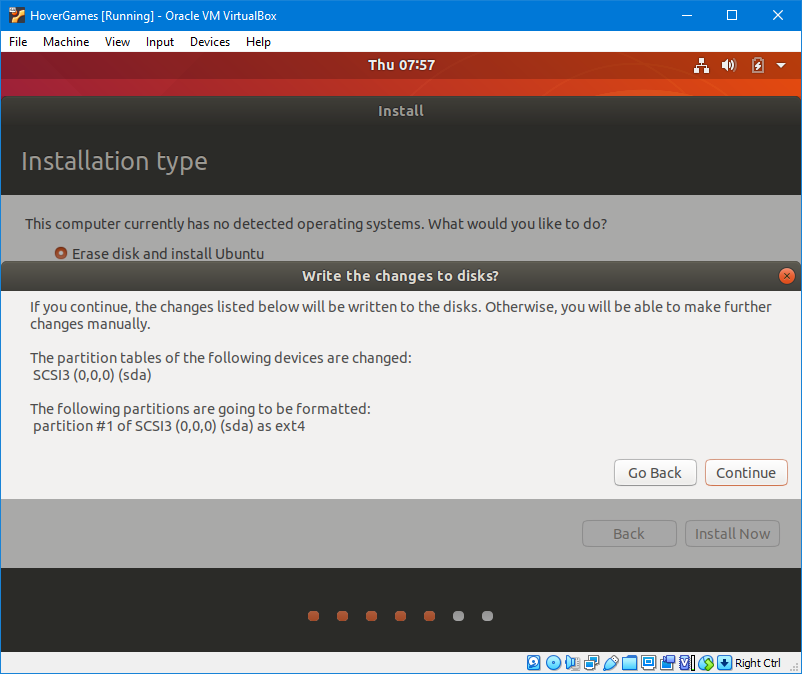 HoverGames [Running] - Oracle VM VirtualBox
File Machine View Input Devices Help
Thu 07:57
Install
Installation type
This computer currently has no detected operating systems. What would you like to do?
Erase disk and install Ubuntu
Write the changes to disks?
If you continue, the changes listed below will be written to the disks. Otherwise, you will be able to make further
changes manually.
The partition tables of the following devices are changed:
SCSI3 (0,0,0) (sda)
The following partitions are going to be formatted:
partition #1 of SCSI3 (0,0,0) (sda) as ext4
Go Back Continue
Back Install Now
Right Ctrl